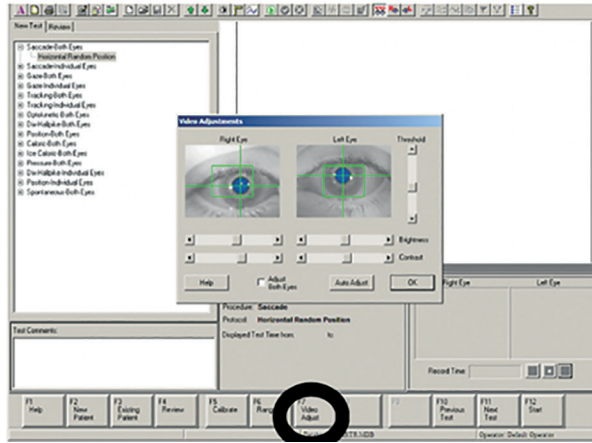 New Test Review
Saccade-Both Eyes
Horizontal Random Position
Saccade-Individual Eyes
Gaze-Both Eyes
Gaze-Individual Eyes
Tracking-Both Eyes
Tracking-Individual Eyes
Optokinetic-Both Eyes
Dix-Hallpike-Both Eyes
Position-Both Eyes
Caloric-Both Eyes
Ice Caloric-Both Eyes
Pressure-Both Eyes
Dix-Hallpike-Individual Eyes
Position-Individual Eyes
Spontaneous-Both Eyes
Video Adjustments
Right Eye Left Eye Threshold
Brightness
Contrast
Help Adjust Both Eyes Auto Adjust OK
Right Eye Left Eye
Procedure: Saccade
Protocol: Horizontal Random Position
Displayed Test Time from: to
Test Comments:
Record Time:
F1 F2 F3 F4 F5 F6 F7 F9 F10 F11 F12
Help New Existing Review Calibrate Video Previous Next Start
Patient Patient Adjust Test Test
Operator: Default Operator